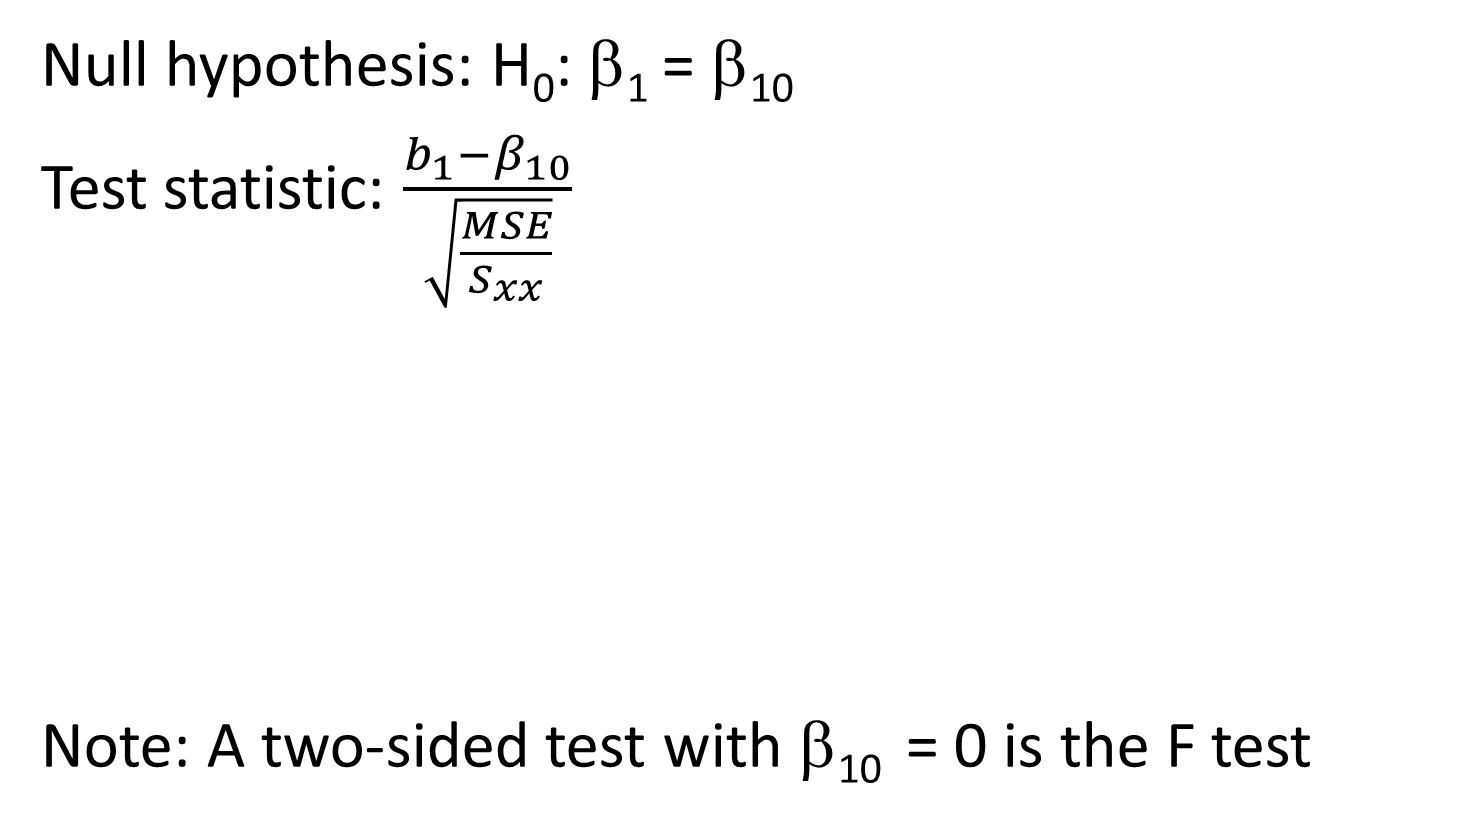 Null hypothesis: H₀: β₁ = β₁₀
Test statistic: (b₁−β₁₀)/√(MSE/Sₓₓ)
Note: A two-sided test with β₁₀ = 0 is the F test